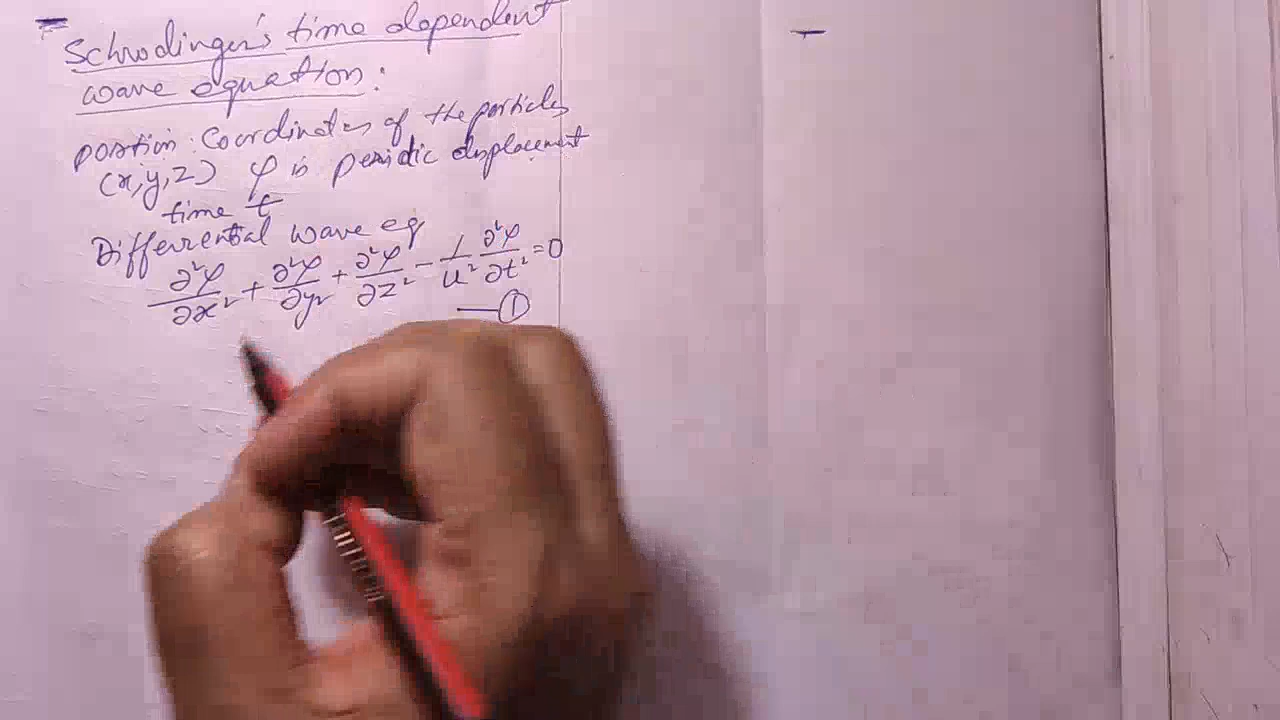 Schrodinger's time dependent
wave equation:
position coordinates of the particles
(x,y,z) φ is periodic displacement
time t
Differential wave eq
∂²φ/∂x² + ∂²φ/∂y² + ∂²φ/∂z² - 1/u² ∂²φ/∂t² = 0
—①